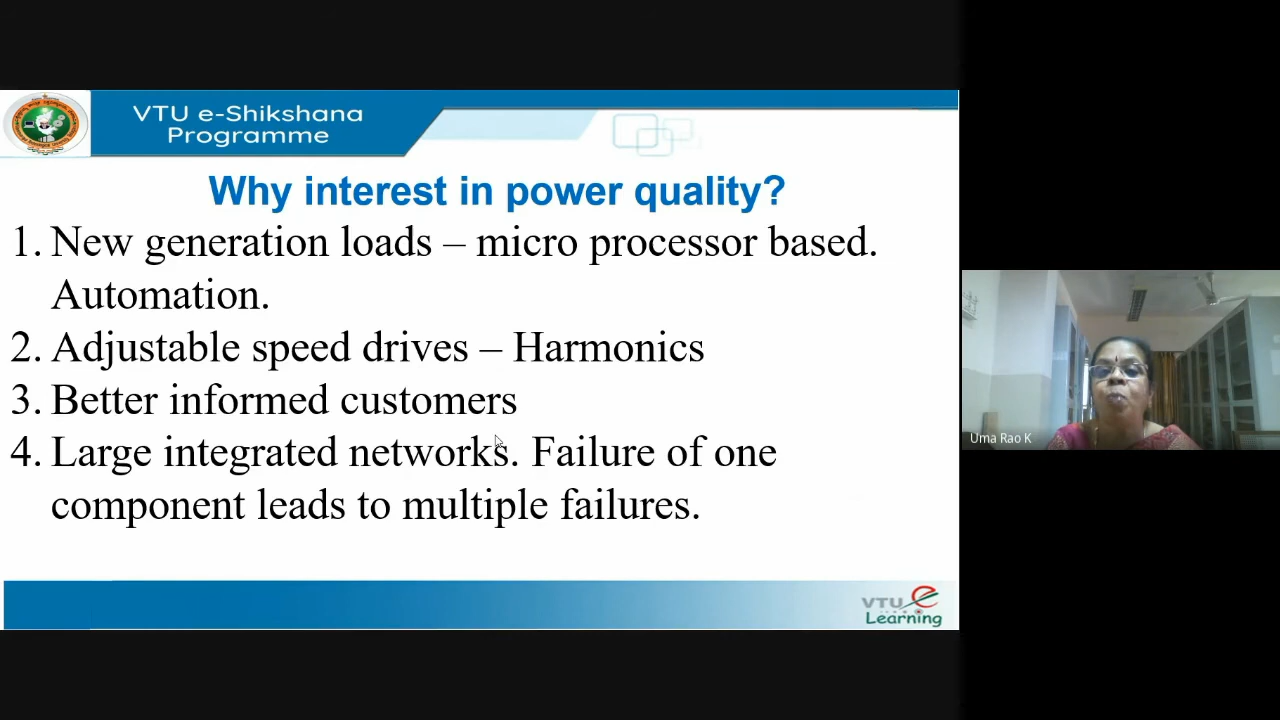 VTU e-Shikshana
Programme
Why interest in power quality?
1. New generation loads – micro processor based.
Automation.
2. Adjustable speed drives – Harmonics
3. Better informed customers
4. Large integrated networks. Failure of one
component leads to multiple failures.
Uma Rao K
VTU e
Learning